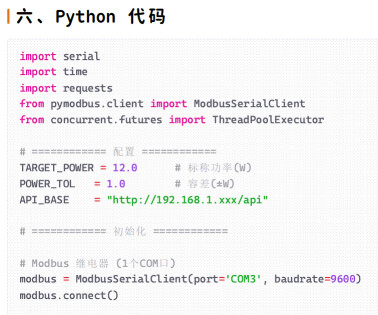 六、Python 代码
import serial
import time
import requests
from pymodbus.client import ModbusSerialClient
from concurrent.futures import ThreadPoolExecutor
# ============ 配置 ============
TARGET_POWER = 12.0      # 标称功率(W)
POWER_TOL   = 1.0        # 容差(±W)
API_BASE    = "http://192.168.1.xxx/api"
# ============ 初始化 ============
# Modbus 继电器 (1个COM口)
modbus = ModbusSerialClient(port='COM3', baudrate=9600)
modbus.connect()